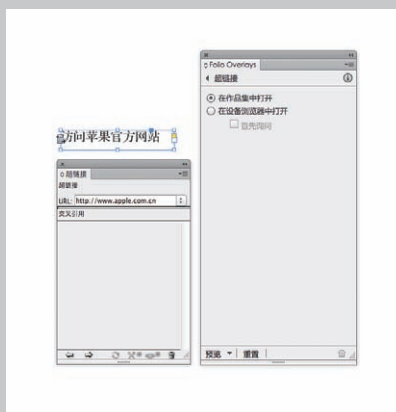 访问苹果官方网站
超链接
超链接
URL: http://www.apple.com.cn
交叉引用
Folio Overlays
超链接
在作品集中打开
在设备浏览器中打开
首先询问
预览
重置